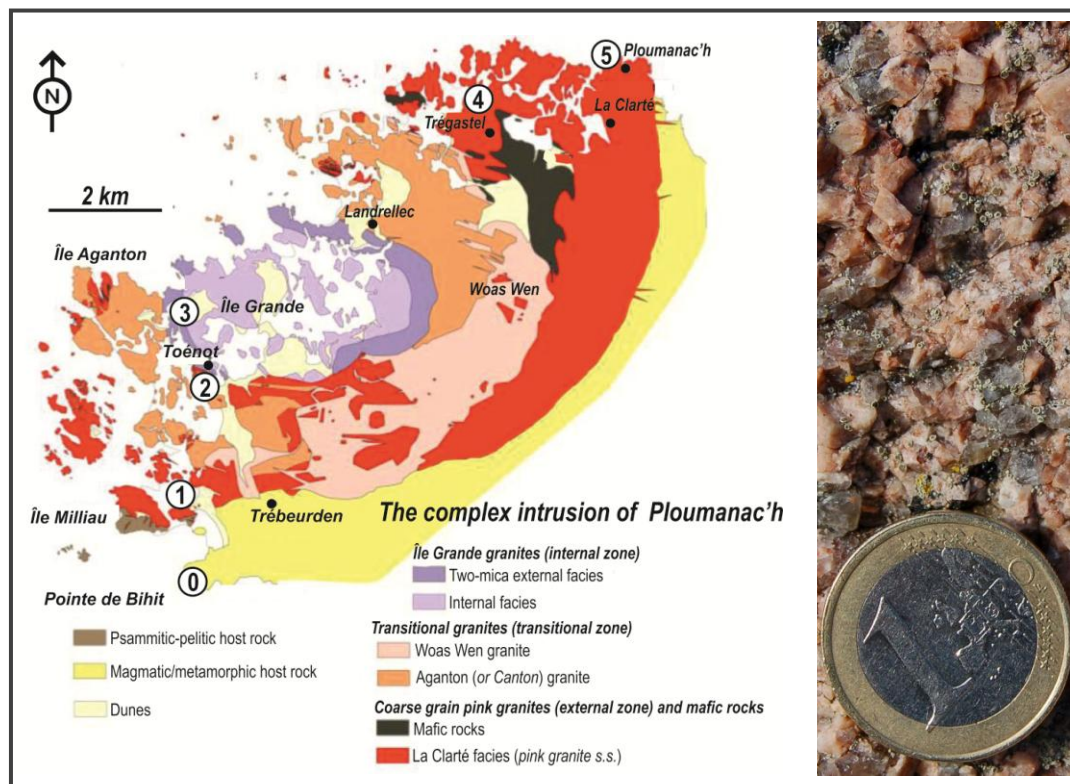 N
2 km
5
Ploumanac'h
4
La Clarté
Trégastel
Landrellec
Île Aganton
Woas Wen
3
Île Grande
Toénot
2
1
Île Milliau
Trébeurden
The complex intrusion of Ploumanac'h
0
Pointe de Bihit
Psammitic-pelitic host rock
Magmatic/metamorphic host rock
Dunes
Île Grande granites (internal zone)
Two-mica external facies
Internal facies
Transitional granites (transitional zone)
Woas Wen granite
Aganton (or Canton) granite
Coarse grain pink granites (external zone) and mafic rocks
Mafic rocks
La Clarté facies (pink granite s.s.)
1